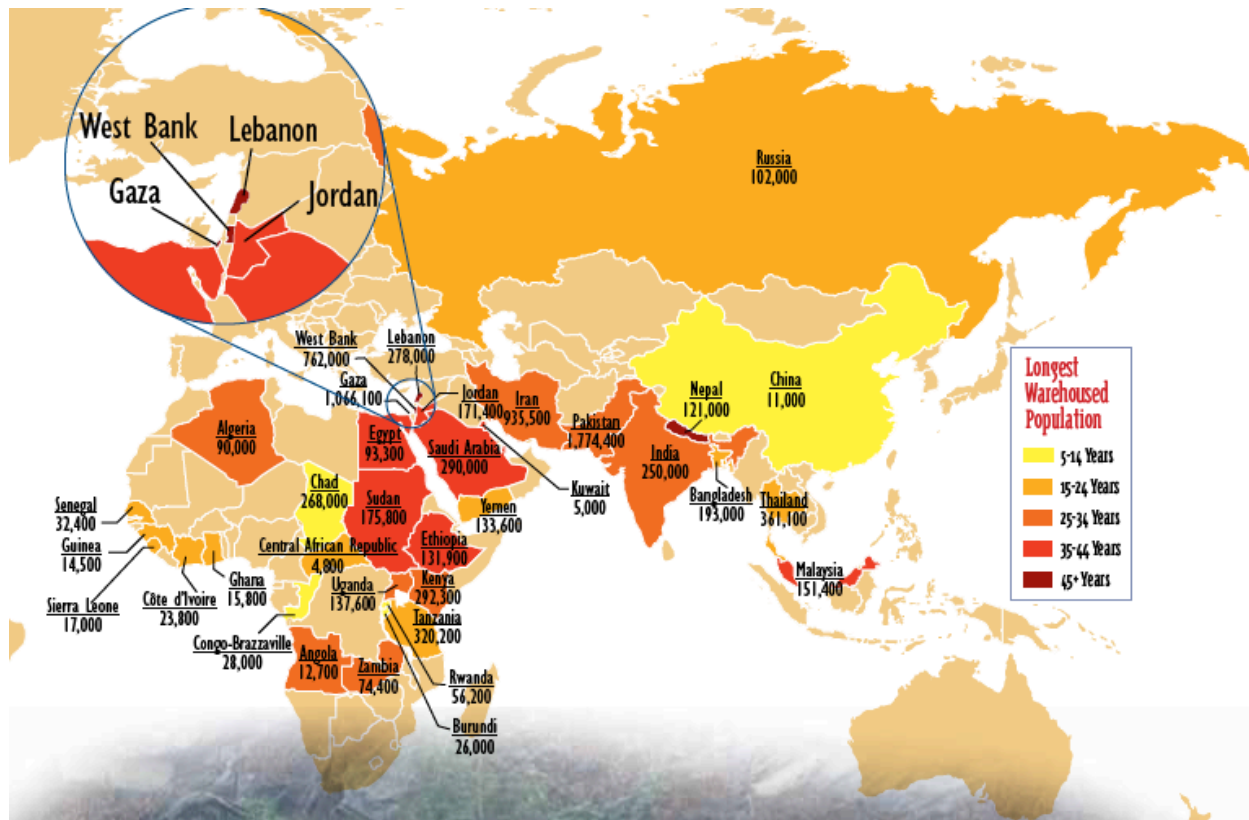 West Bank
Lebanon
Gaza
Jordan
Russia
102,000
West Bank
762,000
Lebanon
278,000
Gaza
1,066,100
Jordan
171,400
Iran
935,500
Pakistan
1,774,400
Nepal
121,000
China
11,000
Algeria
90,000
Egypt
93,300
Saudi Arabia
290,000
India
250,000
Kuwait
5,000
Chad
268,000
Sudan
175,800
Yemen
133,600
Bangladesh
193,000
Thailand
361,100
Senegal
32,400
Guinea
14,500
Sierra Leone
17,000
Côte d'Ivoire
23,800
Ghana
15,800
Central African Republic
4,800
Ethiopia
131,900
Uganda
137,600
Kenya
292,300
Malaysia
151,400
Congo-Brazzaville
28,000
Tanzania
320,200
Angola
12,700
Zambia
74,400
Rwanda
56,200
Burundi
26,000
Longest
Warehoused
Population
5-14 Years
15-24 Years
25-34 Years
35-44 Years
45+ Years